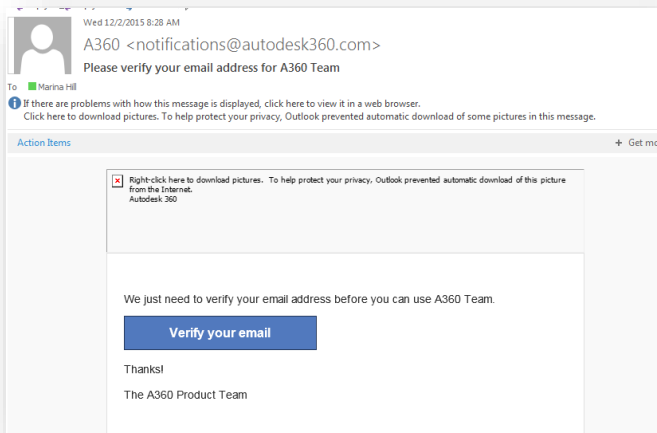 Wed 12/2/2015 8:28 AM
A360 <notifications@autodesk360.com>
Please verify your email address for A360 Team
To Marina Hill
If there are problems with how this message is displayed, click here to view it in a web browser.
Click here to download pictures. To help protect your privacy, Outlook prevented automatic download of some pictures in this message.
Action Items + Get mo
Right-click here to download pictures. To help protect your privacy, Outlook prevented automatic download of this picture
from the Internet.
Autodesk 360
We just need to verify your email address before you can use A360 Team.
Verify your email
Thanks!
The A360 Product Team